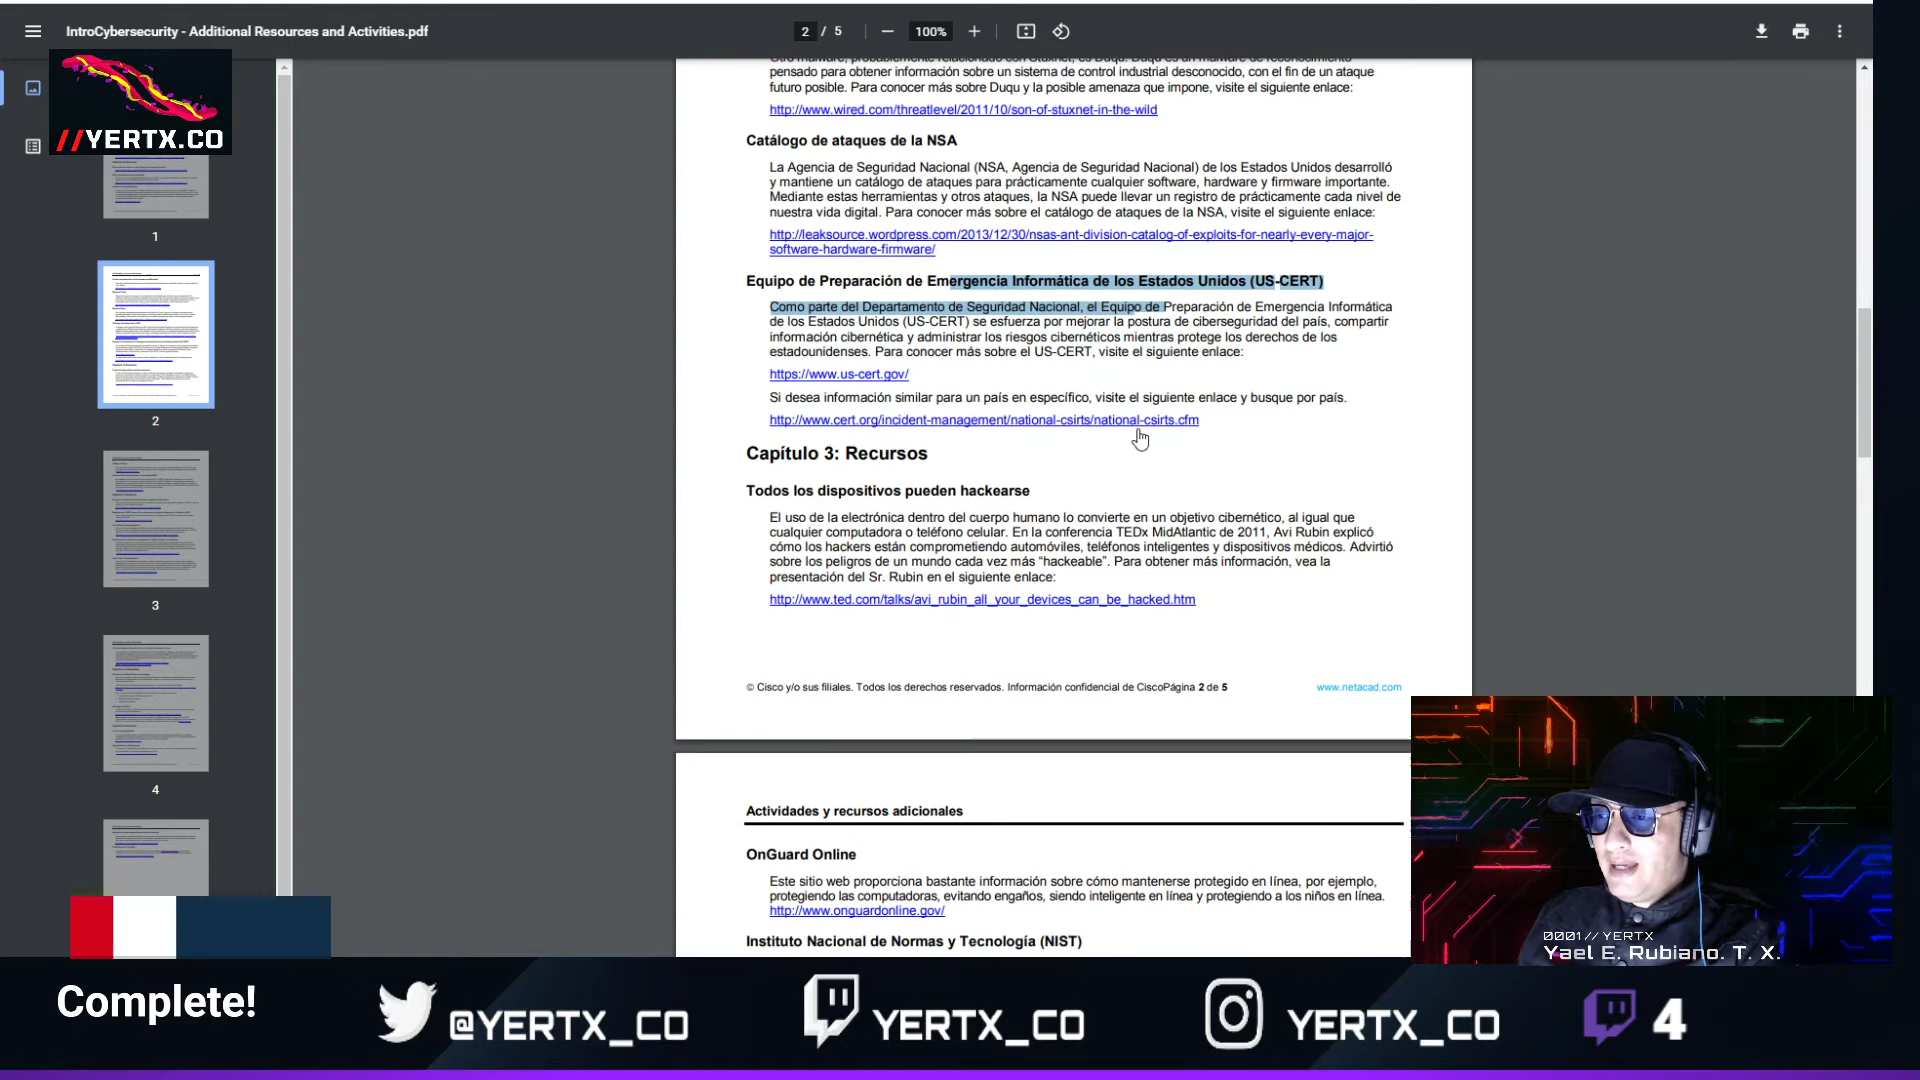 IntroCybersecurity - Additional Resources and Activities.pdf
2 / 5
100%
//YERTX.CO
1
2
3
4
pensado para obtener información sobre un sistema de control industrial desconocido, con el fin de un ataque
futuro posible. Para conocer más sobre Duqu y la posible amenaza que impone, visite el siguiente enlace:
http://www.wired.com/threatlevel/2011/10/son-of-stuxnet-in-the-wild
Catálogo de ataques de la NSA
La Agencia de Seguridad Nacional (NSA, Agencia de Seguridad Nacional) de los Estados Unidos desarrolló
y mantiene un catálogo de ataques para prácticamente cualquier software, hardware y firmware importante.
Mediante estas herramientas y otros ataques, la NSA puede llevar un registro de prácticamente cada nivel de
nuestra vida digital. Para conocer más sobre el catálogo de ataques de la NSA, visite el siguiente enlace:
http://leaksource.wordpress.com/2013/12/30/nsas-ant-division-catalog-of-exploits-for-nearly-every-major-
software-hardware-firmware/
Equipo de Preparación de Emergencia Informática de los Estados Unidos (US-CERT)
Como parte del Departamento de Seguridad Nacional, el Equipo de Preparación de Emergencia Informática
de los Estados Unidos (US-CERT) se esfuerza por mejorar la postura de ciberseguridad del país, compartir
información cibernética y administrar los riesgos cibernéticos mientras protege los derechos de los
estadounidenses. Para conocer más sobre el US-CERT, visite el siguiente enlace:
https://www.us-cert.gov/
Si desea información similar para un país en específico, visite el siguiente enlace y busque por país.
http://www.cert.org/incident-management/national-csirts/national-csirts.cfm
Capítulo 3: Recursos
Todos los dispositivos pueden hackearse
El uso de la electrónica dentro del cuerpo humano lo convierte en un objetivo cibernético, al igual que
cualquier computadora o teléfono celular. En la conferencia TEDx MidAtlantic de 2011, Avi Rubin explicó
cómo los hackers están comprometiendo automóviles, teléfonos inteligentes y dispositivos médicos. Advirtió
sobre los peligros de un mundo cada vez más “hackeable”. Para obtener más información, vea la
presentación del Sr. Rubin en el siguiente enlace:
http://www.ted.com/talks/avi_rubin_all_your_devices_can_be_hacked.htm
© Cisco y/o sus filiales. Todos los derechos reservados. Información confidencial de CiscoPágina 2 de 5
www.netacad.com
Actividades y recursos adicionales
OnGuard Online
Este sitio web proporciona bastante información sobre cómo mantenerse protegido en línea, por ejemplo,
protegiendo las computadoras, evitando engaños, siendo inteligente en línea y protegiendo a los niños en línea.
http://www.onguardonline.gov/
Instituto Nacional de Normas y Tecnología (NIST)
0001 // YERTX
Yael E. Rubiano. T. X.
Complete!
@YERTX_CO
YERTX_CO
YERTX_CO
4